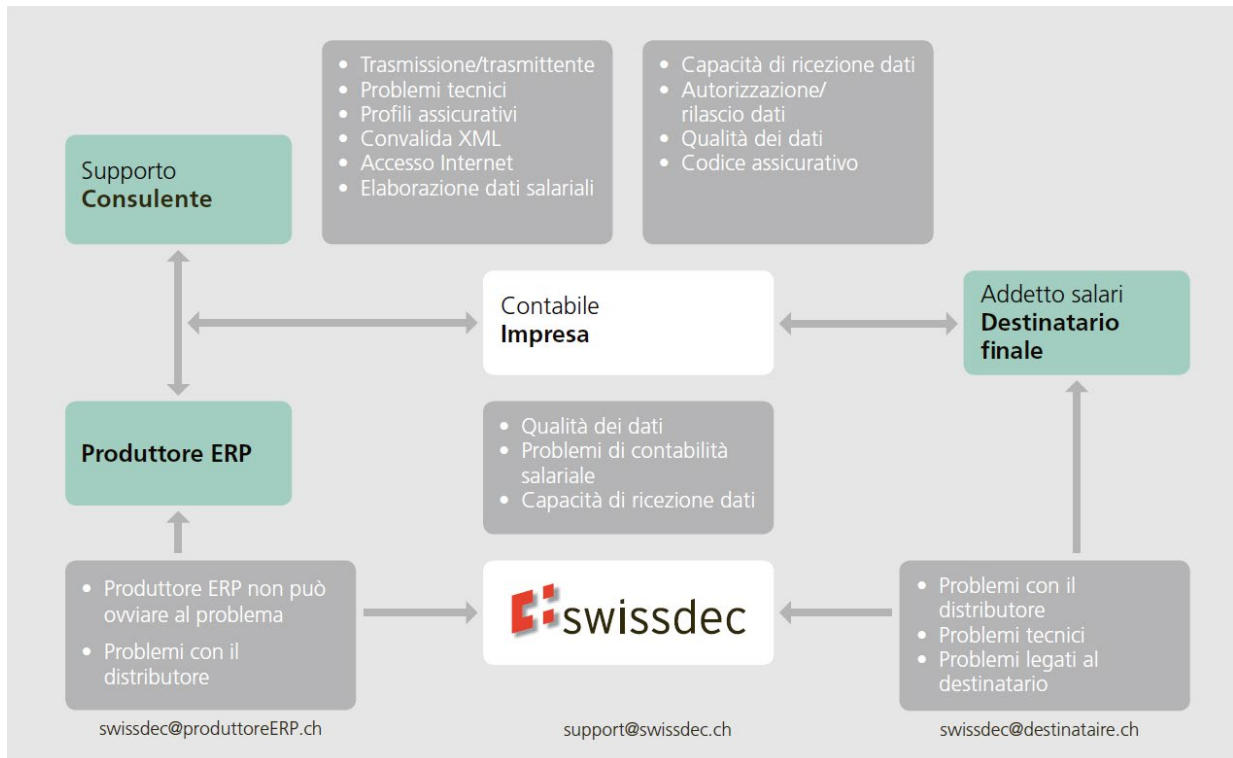 • Trasmissione/trasmittente
• Problemi tecnici
• Profili assicurativi
• Convalida XML
• Accesso Internet
• Elaborazione dati salariali
• Capacità di ricezione dati
• Autorizzazione/
rilascio dati
• Qualità dei dati
• Codice assicurativo
Supporto
Consulente
Contabile
Impresa
Addetto salari
Destinatario
finale
Produttore ERP
• Qualità dei dati
• Problemi di contabilità
salariale
• Capacità di ricezione dati
• Produttore ERP non può
ovviare al problema
• Problemi con il
distributore
swissdec
• Problemi con il
distributore
• Problemi tecnici
• Problemi legati al
destinatario
swissdec@produttoreERP.ch
support@swissdec.ch
swissdec@destinataire.ch